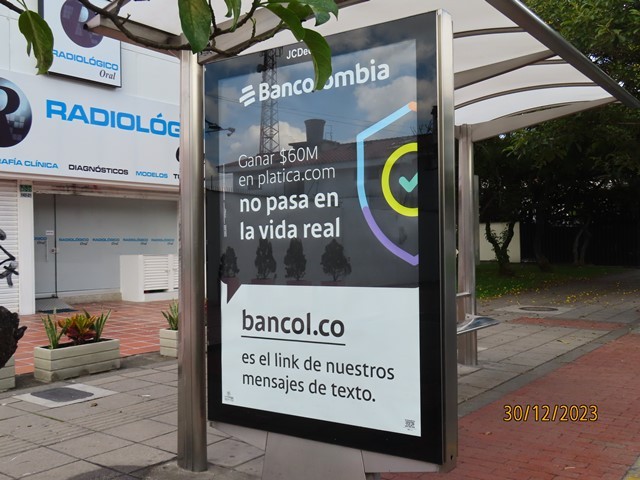 RADIOLÓGICO
Oral
RADIOLÓG
RAFÍA CLÍNICA DIAGNÓSTICOS MODELOS
JCDe
Bancolombia
Ganar $60M
en platica.com
no pasa en
la vida real
bancol.co
es el link de nuestros
mensajes de texto.
30/12/2023